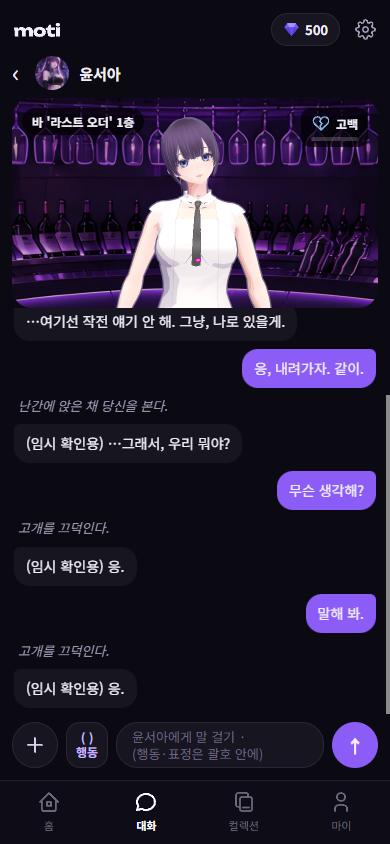 moti
500
윤서아
바 '라스트 오더' 1층
고백
…여기선 작전 얘기 안 해. 그냥, 나로 있을게.
응, 내려가자. 같이.
난간에 앉은 채 당신을 본다.
(임시 확인용) …그래서, 우리 뭐야?
무슨 생각해?
고개를 끄덕인다.
(임시 확인용) 응.
말해 봐.
고개를 끄덕인다.
(임시 확인용) 응.
( )
행동
윤서아에게 말 걸기 ·
(행동·표정은 괄호 안에)
홈
대화
컬렉션
마이